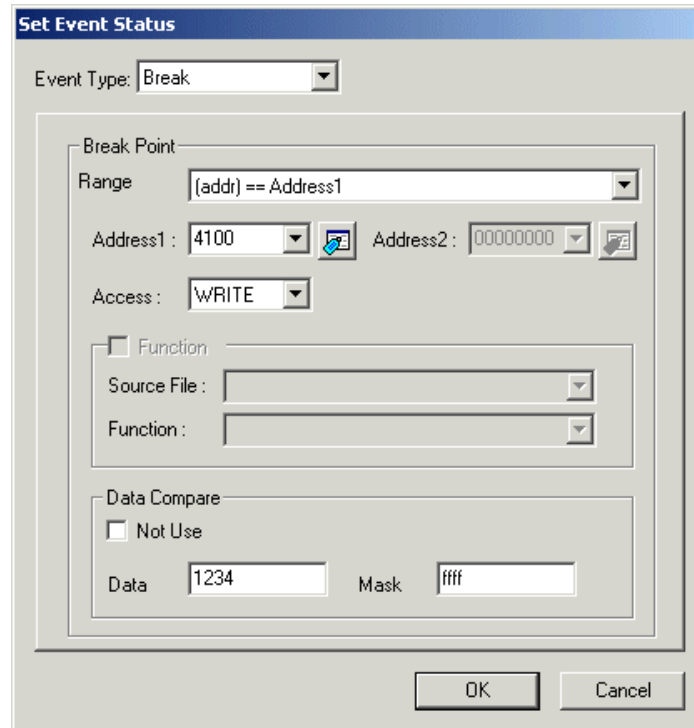 Set Event Status
Event Type: Break
Break Point
Range (addr) == Address1
Address1 : 4100 Address2 : 00000000
Access : WRITE
Function
Source File :
Function :
Data Compare
Not Use
Data 1234 Mask ffff
OK Cancel